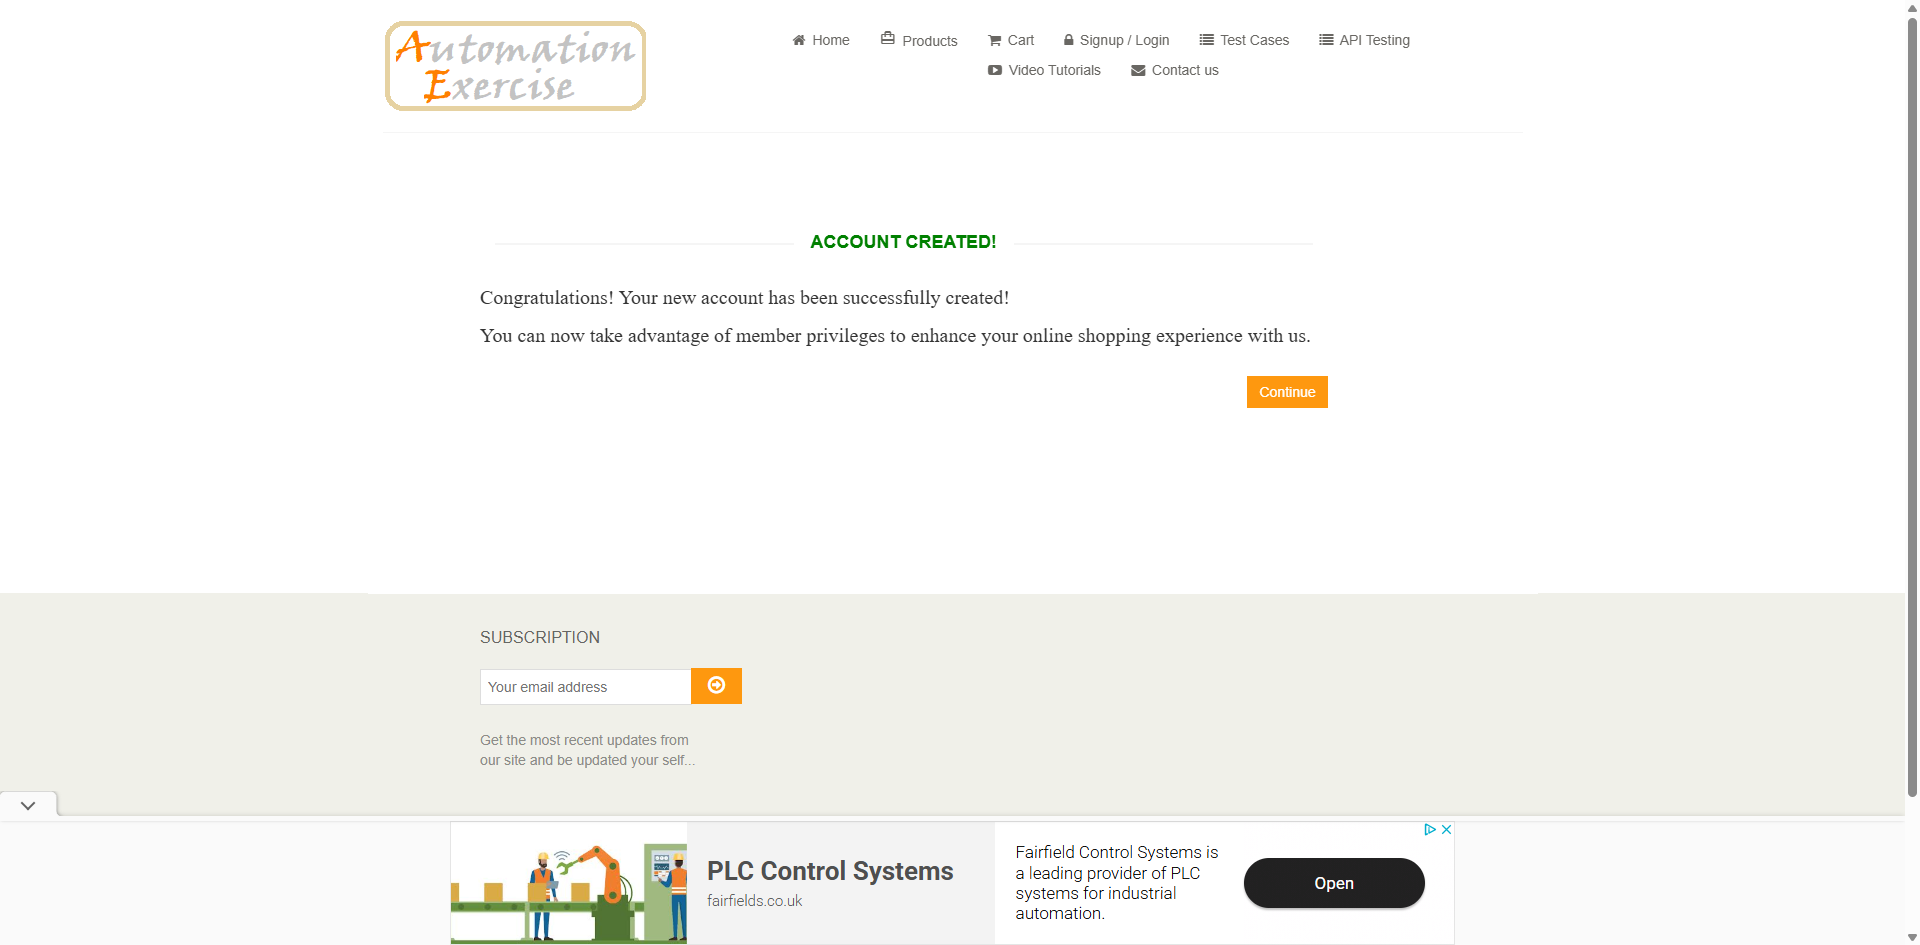 Automation
Exercise
Home
Products
Cart
Signup / Login
Test Cases
API Testing
Video Tutorials
Contact us
ACCOUNT CREATED!
Congratulations! Your new account has been successfully created!
You can now take advantage of member privileges to enhance your online shopping experience with us.
Continue
SUBSCRIPTION
Your email address
Get the most recent updates from
our site and be updated your self...
PLC Control Systems
fairfields.co.uk
Fairfield Control Systems is
a leading provider of PLC
systems for industrial
automation.
Open